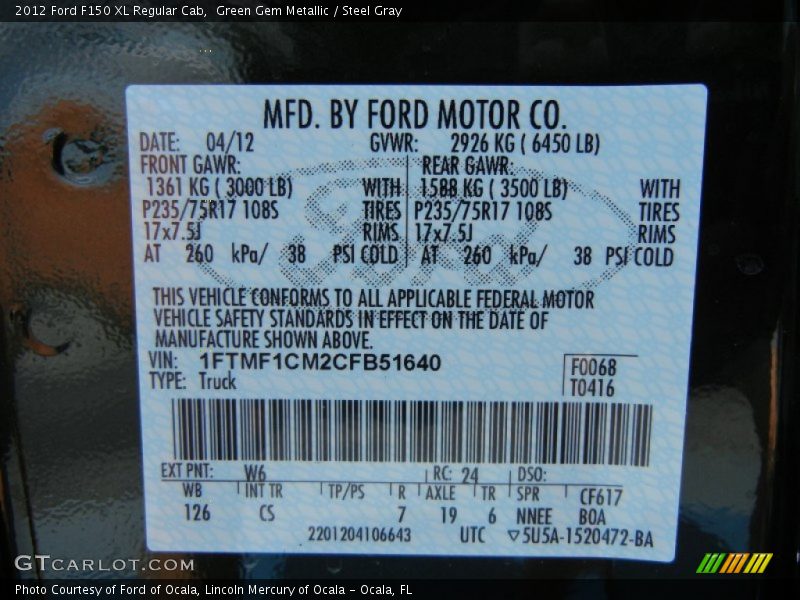 2012 Ford F150 XL Regular Cab,  Green Gem Metallic / Steel Gray
MFD. BY FORD MOTOR CO.
DATE: 04/12 GVWR: 2926 KG ( 6450 LB)
FRONT GAWR: REAR GAWR:
1361 KG ( 3000 LB) WITH 1588 KG ( 3500 LB) WITH
P235/75R17 108S TIRES P235/75R17 108S TIRES
17x7.5J RIMS 17x7.5J RIMS
AT 260 kPa/ 38 PSI COLD AT 260 kPa/ 38 PSI COLD
THIS VEHICLE CONFORMS TO ALL APPLICABLE FEDERAL MOTOR
VEHICLE SAFETY STANDARDS IN EFFECT ON THE DATE OF
MANUFACTURE SHOWN ABOVE.
VIN: 1FTMF1CM2CFB51640 F0068
TYPE: Truck T0416
EXT PNT: W6 RC: 24 DSO:
WB INT TR TP/PS R AXLE TR SPR CF617
126 CS 7 19 6 NNEE BOA
2201204106643 UTC ▽5U5A-1520472-BA
Ford
GTCARLOT.COM
Photo Courtesy of Ford of Ocala, Lincoln Mercury of Ocala - Ocala, FL